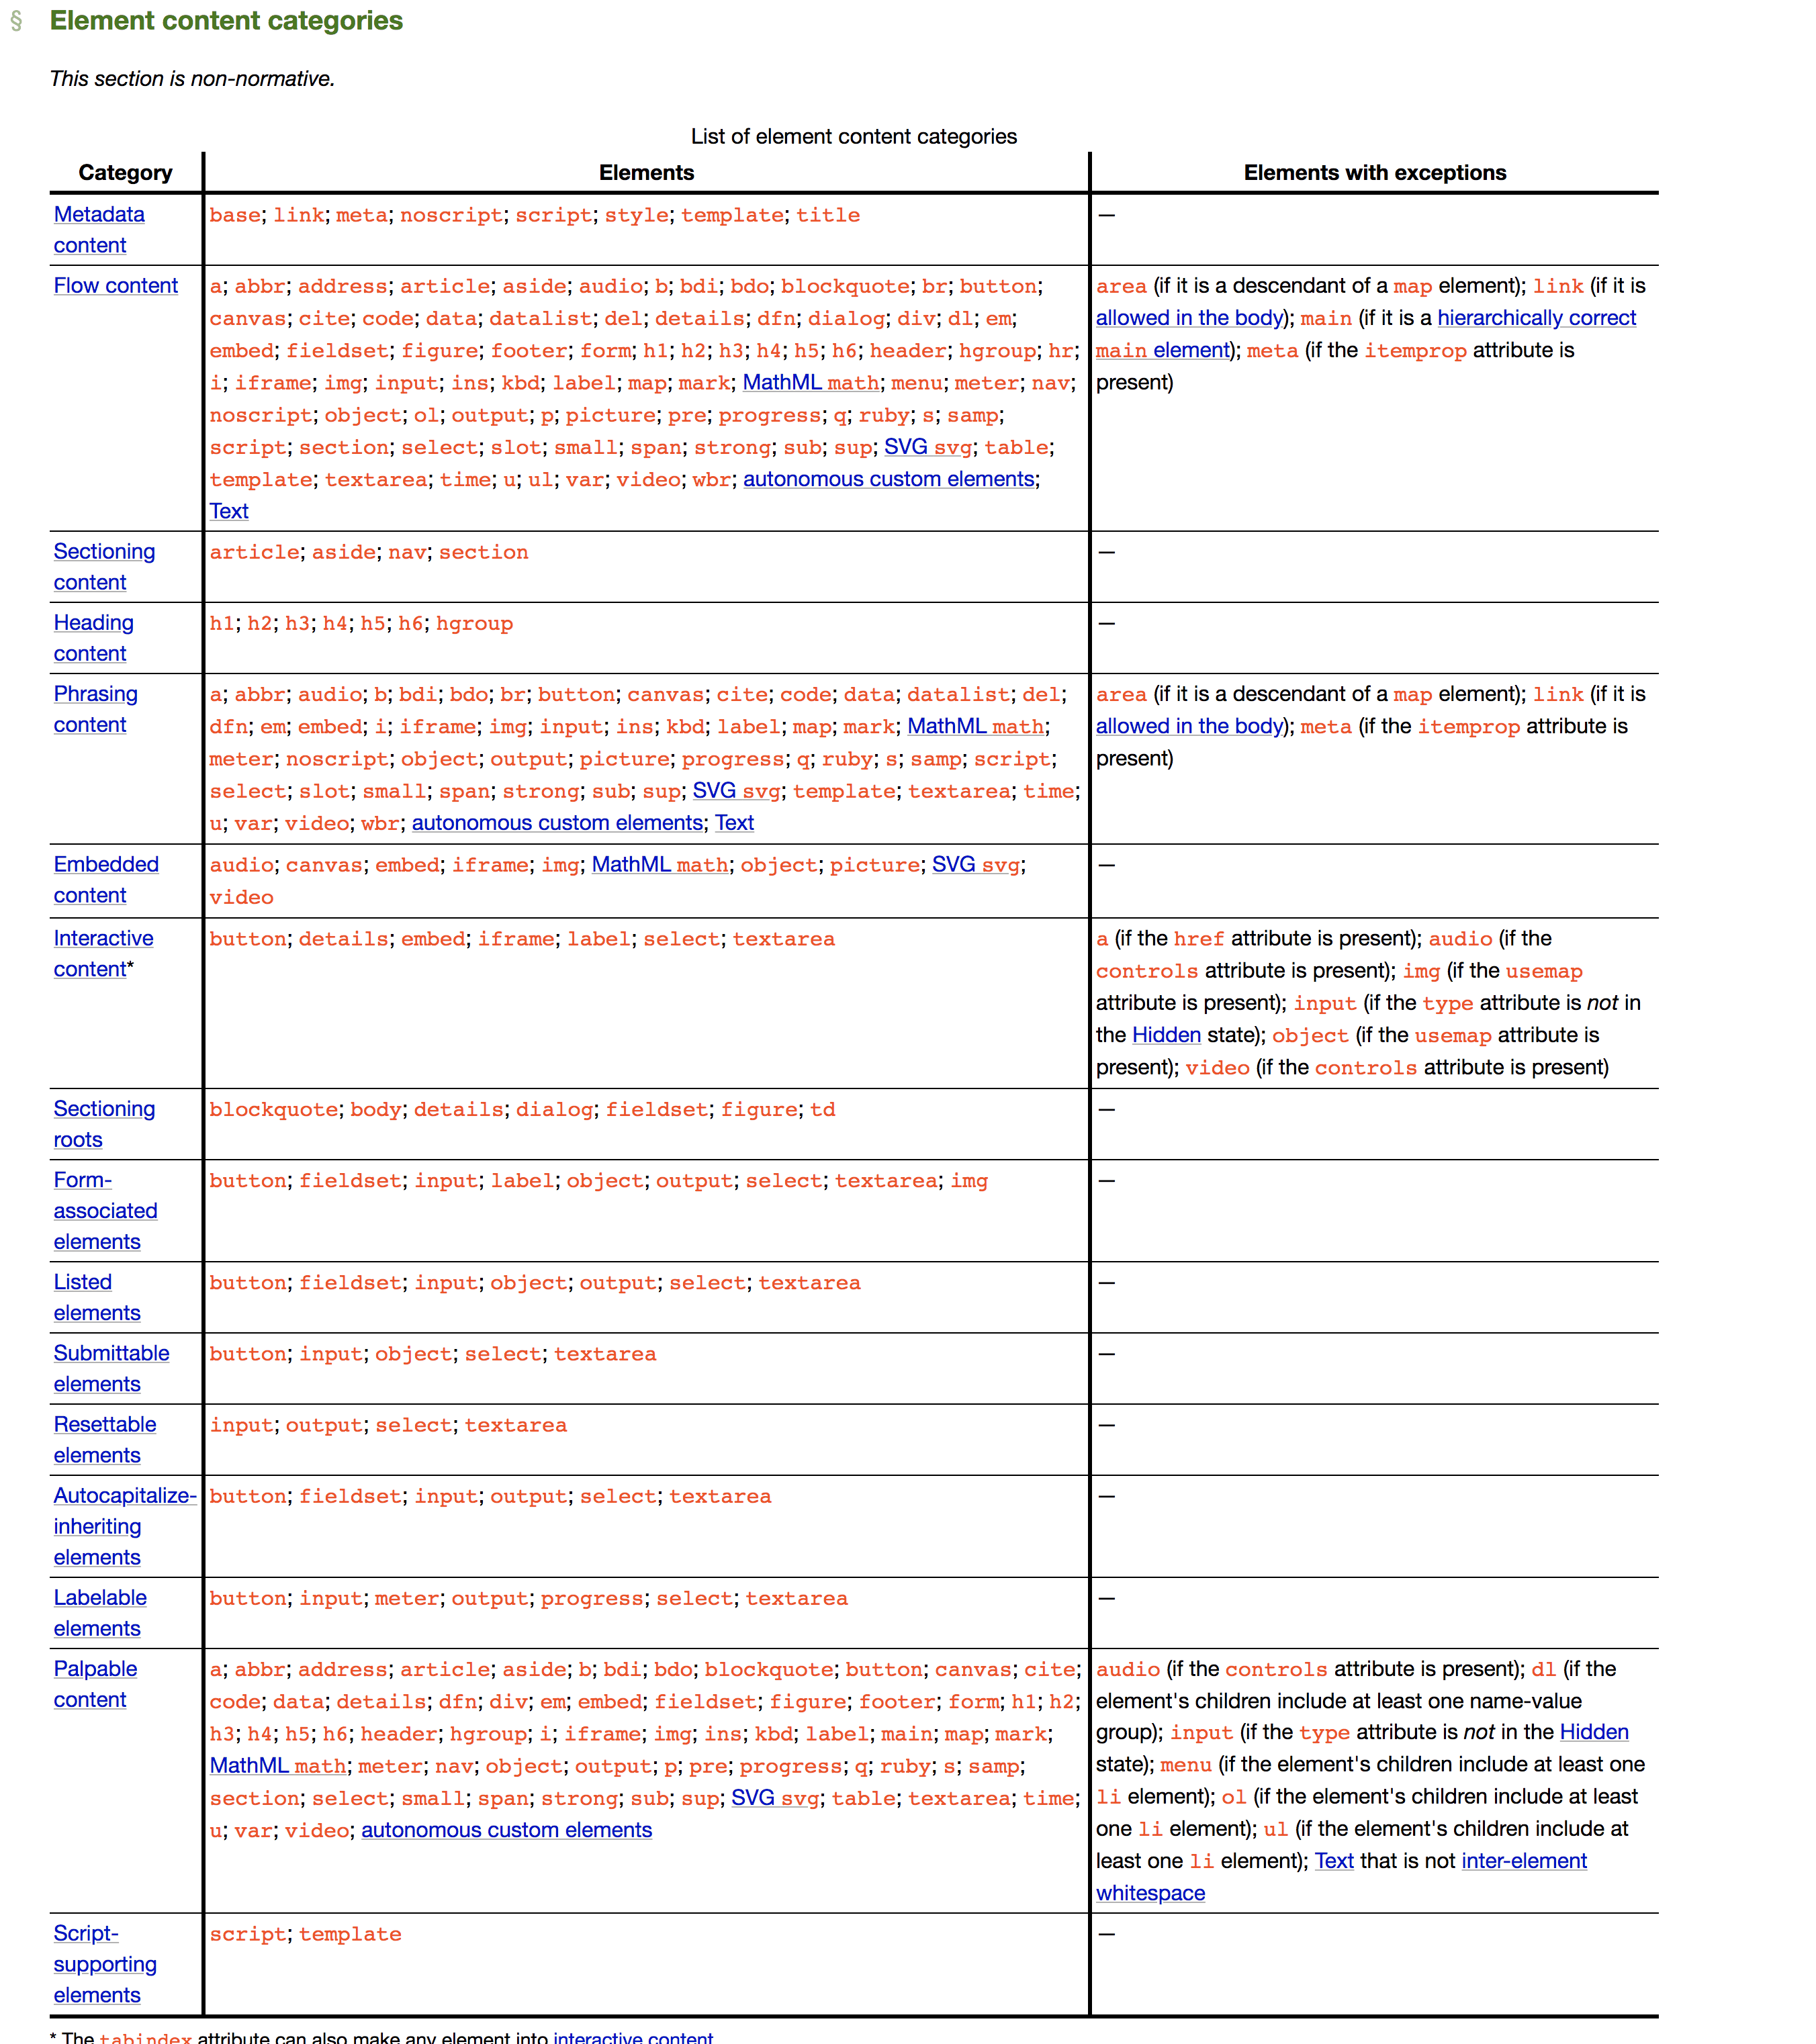 § Element content categories
This section is non-normative.
List of element content categories
Category Elements Elements with exceptions
Metadata content
base; link; meta; noscript; script; style; template; title
—
Flow content
a; abbr; address; article; aside; audio; b; bdi; bdo; blockquote; br; button;
canvas; cite; code; data; datalist; del; details; dfn; dialog; div; dl; em;
embed; fieldset; figure; footer; form; h1; h2; h3; h4; h5; h6; header; hgroup; hr;
i; iframe; img; input; ins; kbd; label; map; mark; MathML math; menu; meter; nav;
noscript; object; ol; output; p; picture; pre; progress; q; ruby; s; samp;
script; section; select; slot; small; span; strong; sub; sup; SVG svg; table;
template; textarea; time; u; ul; var; video; wbr; autonomous custom elements;
Text
area (if it is a descendant of a map element); link (if it is
allowed in the body); main (if it is a hierarchically correct
main element); meta (if the itemprop attribute is
present)
Sectioning
content
article; aside; nav; section
—
Heading
content
h1; h2; h3; h4; h5; h6; hgroup
—
Phrasing
content
a; abbr; audio; b; bdi; bdo; br; button; canvas; cite; code; data; datalist; del;
dfn; em; embed; i; iframe; img; input; ins; kbd; label; map; mark; MathML math;
meter; noscript; object; output; picture; progress; q; ruby; s; samp; script;
select; slot; small; span; strong; sub; sup; SVG svg; template; textarea; time;
u; var; video; wbr; autonomous custom elements; Text
area (if it is a descendant of a map element); link (if it is
allowed in the body); meta (if the itemprop attribute is
present)
Embedded
content
audio; canvas; embed; iframe; img; MathML math; object; picture; SVG svg;
video
—
Interactive
content*
button; details; embed; iframe; label; select; textarea
a (if the href attribute is present); audio (if the
controls attribute is present); img (if the usemap
attribute is present); input (if the type attribute is not in
the Hidden state); object (if the usemap attribute is
present); video (if the controls attribute is present)
Sectioning
roots
blockquote; body; details; dialog; fieldset; figure; td
—
Form-
associated
elements
button; fieldset; input; label; object; output; select; textarea; img
—
Listed
elements
button; fieldset; input; object; output; select; textarea
—
Submittable
elements
button; input; object; select; textarea
—
Resettable
elements
input; output; select; textarea
—
Autocapitalize-
inheriting
elements
button; fieldset; input; output; select; textarea
—
Labelable
elements
button; input; meter; output; progress; select; textarea
—
Palpable
content
a; abbr; address; article; aside; b; bdi; bdo; blockquote; button; canvas; cite;
code; data; details; dfn; div; em; embed; fieldset; figure; footer; form; h1; h2;
h3; h4; h5; h6; header; hgroup; i; iframe; img; ins; kbd; label; main; map; mark;
MathML math; meter; nav; object; output; p; pre; progress; q; ruby; s; samp;
section; select; small; span; strong; sub; sup; SVG svg; table; textarea; time;
u; var; video; autonomous custom elements
audio (if the controls attribute is present); dl (if the
element's children include at least one name-value
group); input (if the type attribute is not in the Hidden
state); menu (if the element's children include at least one
li element); ol (if the element's children include at least
one li element); ul (if the element's children include at
least one li element); Text that is not inter-element
whitespace
Script-
supporting
elements
script; template
—
* The tabindex attribute can also make any element into interactive content.